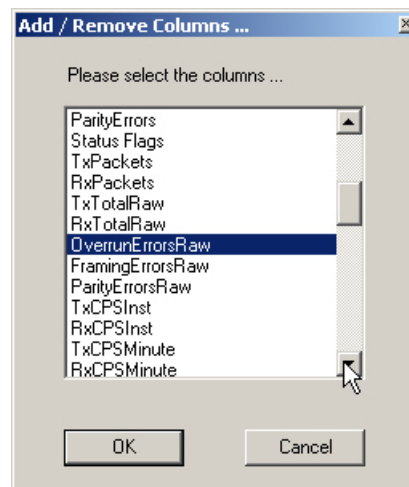 Add / Remove Columns ...
Please select the columns ...
ParityErrors
Status Flags
TxPackets
RxPackets
TxTotalRaw
RxTotalRaw
OverrunErrorsRaw
FramingErrorsRaw
ParityErrorsRaw
TxCPSInst
RxCPSInst
TxCPSMinute
RxCPSMinute
OK
Cancel